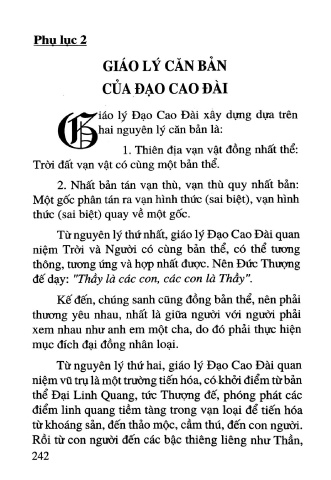 Phụ lục 2
GIÁO LÝ CĂN BẢN
CỦA ĐẠO CAO ĐÀI
Giáo lý Đạo Cao Đài xây dựng dựa trên
hai nguyên lý căn bản là:
1. Thiên địa vạn vật đồng nhất thể:
Trời đất vạn vật có cùng một bản thể.
2. Nhất bản tán vạn thù, vạn thù quy nhất bản:
Một gốc phân tán ra vạn hình thức (sai biệt), vạn hình
thức (sai biệt) quay về một gốc.
Từ nguyên lý thứ nhất, giáo lý Đạo Cao Đài quan
niệm Trời và Người có cùng bản thể, có thể tương
thông, tương ứng và hợp nhất được. Nên Đức Thượng
đế dạy: "Thầy là các con, các con là Thầy".
Kế đến, chúng sanh cũng đồng bản thể, nên phải
thương yêu nhau, nhất là giữa người với người phải
xem nhau như anh em một cha, do đó phải thực hiện
mục đích đại đồng nhân loại.
Từ nguyên lý thứ hai, giáo lý Đạo Cao Đài quan
niệm vũ trụ là một trường tiến hóa, có khởi điểm từ bản
thể Đại Linh Quang, tức Thượng đế, phóng phát các
điểm linh quang tiềm tàng trong vạn loại để tiến hóa
từ khoáng sản, đến thảo mộc, cầm thú, đến con người.
Rồi từ con người đến các bậc thiêng liêng như Thần,
242